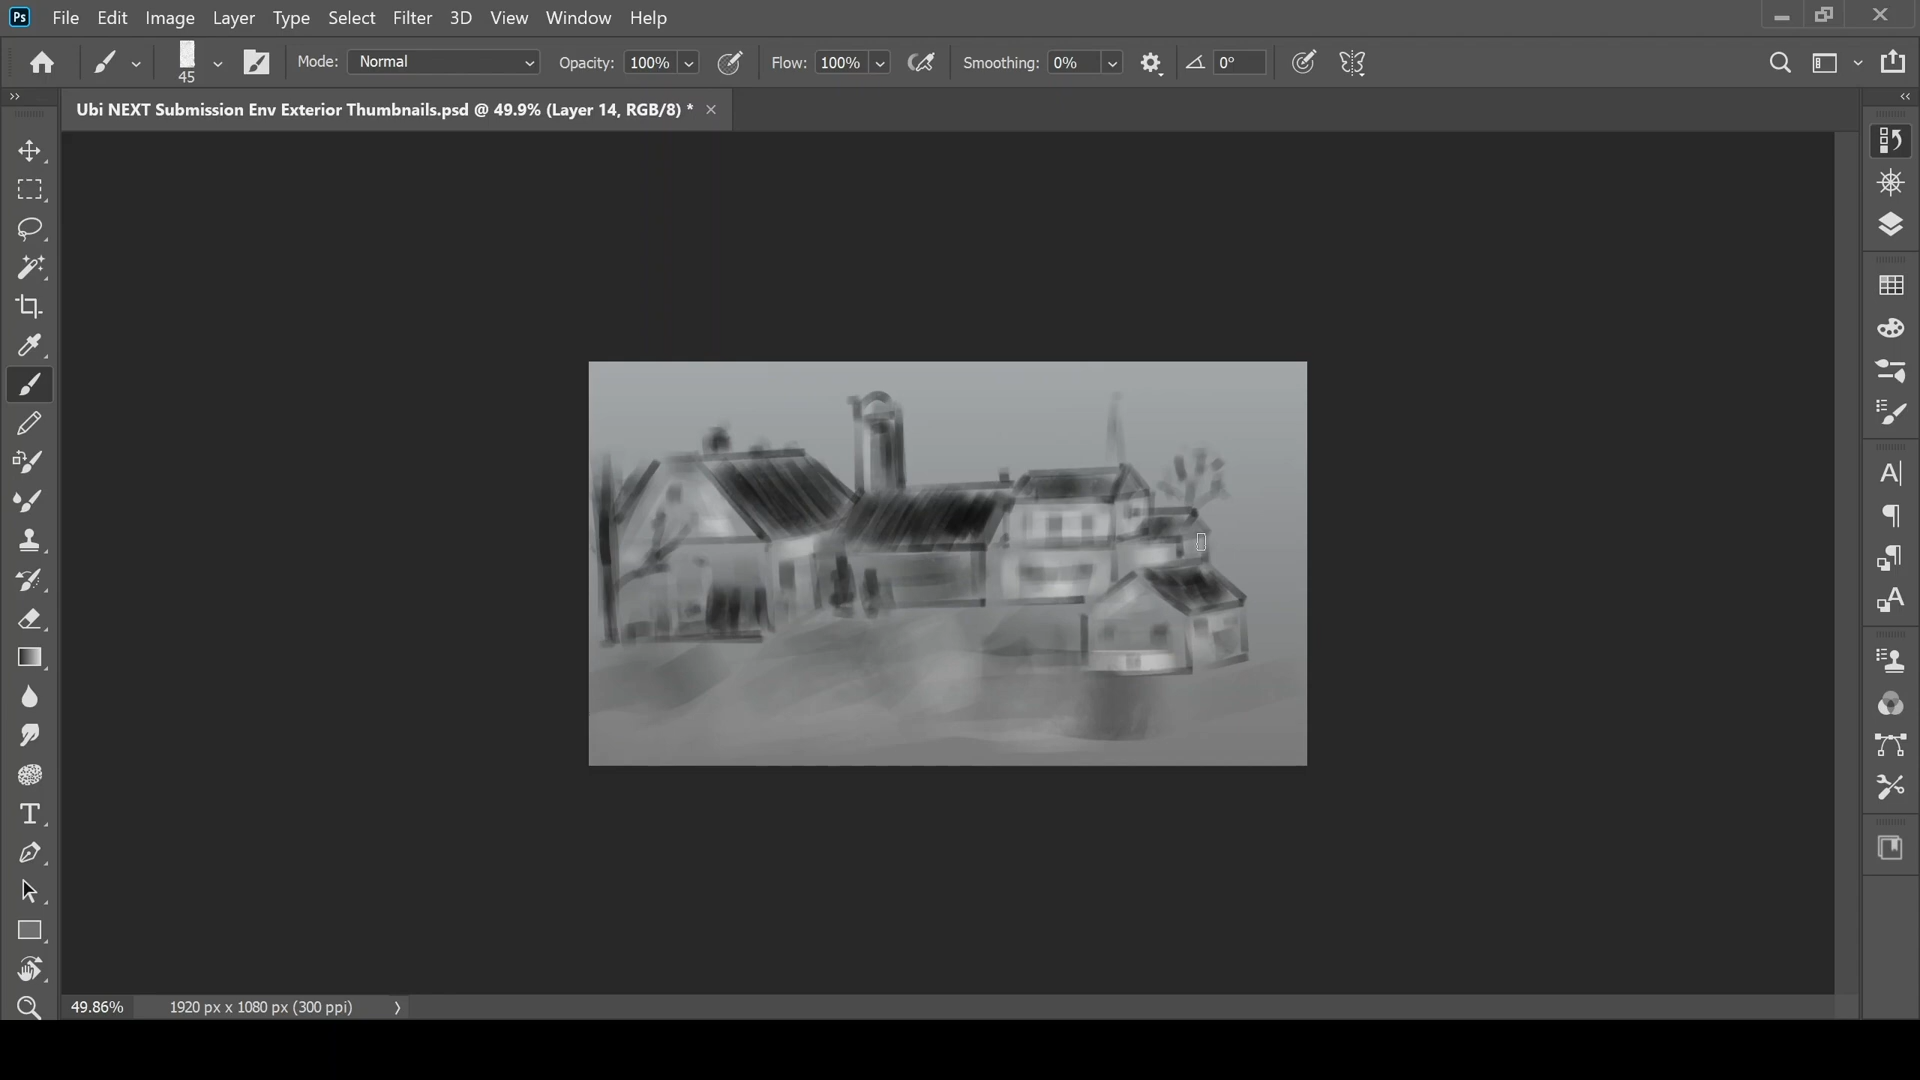 Ps File Edit Image Layer Type Select Filter 3D View Window Help
45 Mode: Normal Opacity: 100% Flow: 100% Smoothing: 0% 0°
Ubi NEXT Submission Env Exterior Thumbnails.psd @ 49.9% (Layer 14, RGB/8) *
49.86% 1920 px x 1080 px (300 ppi)